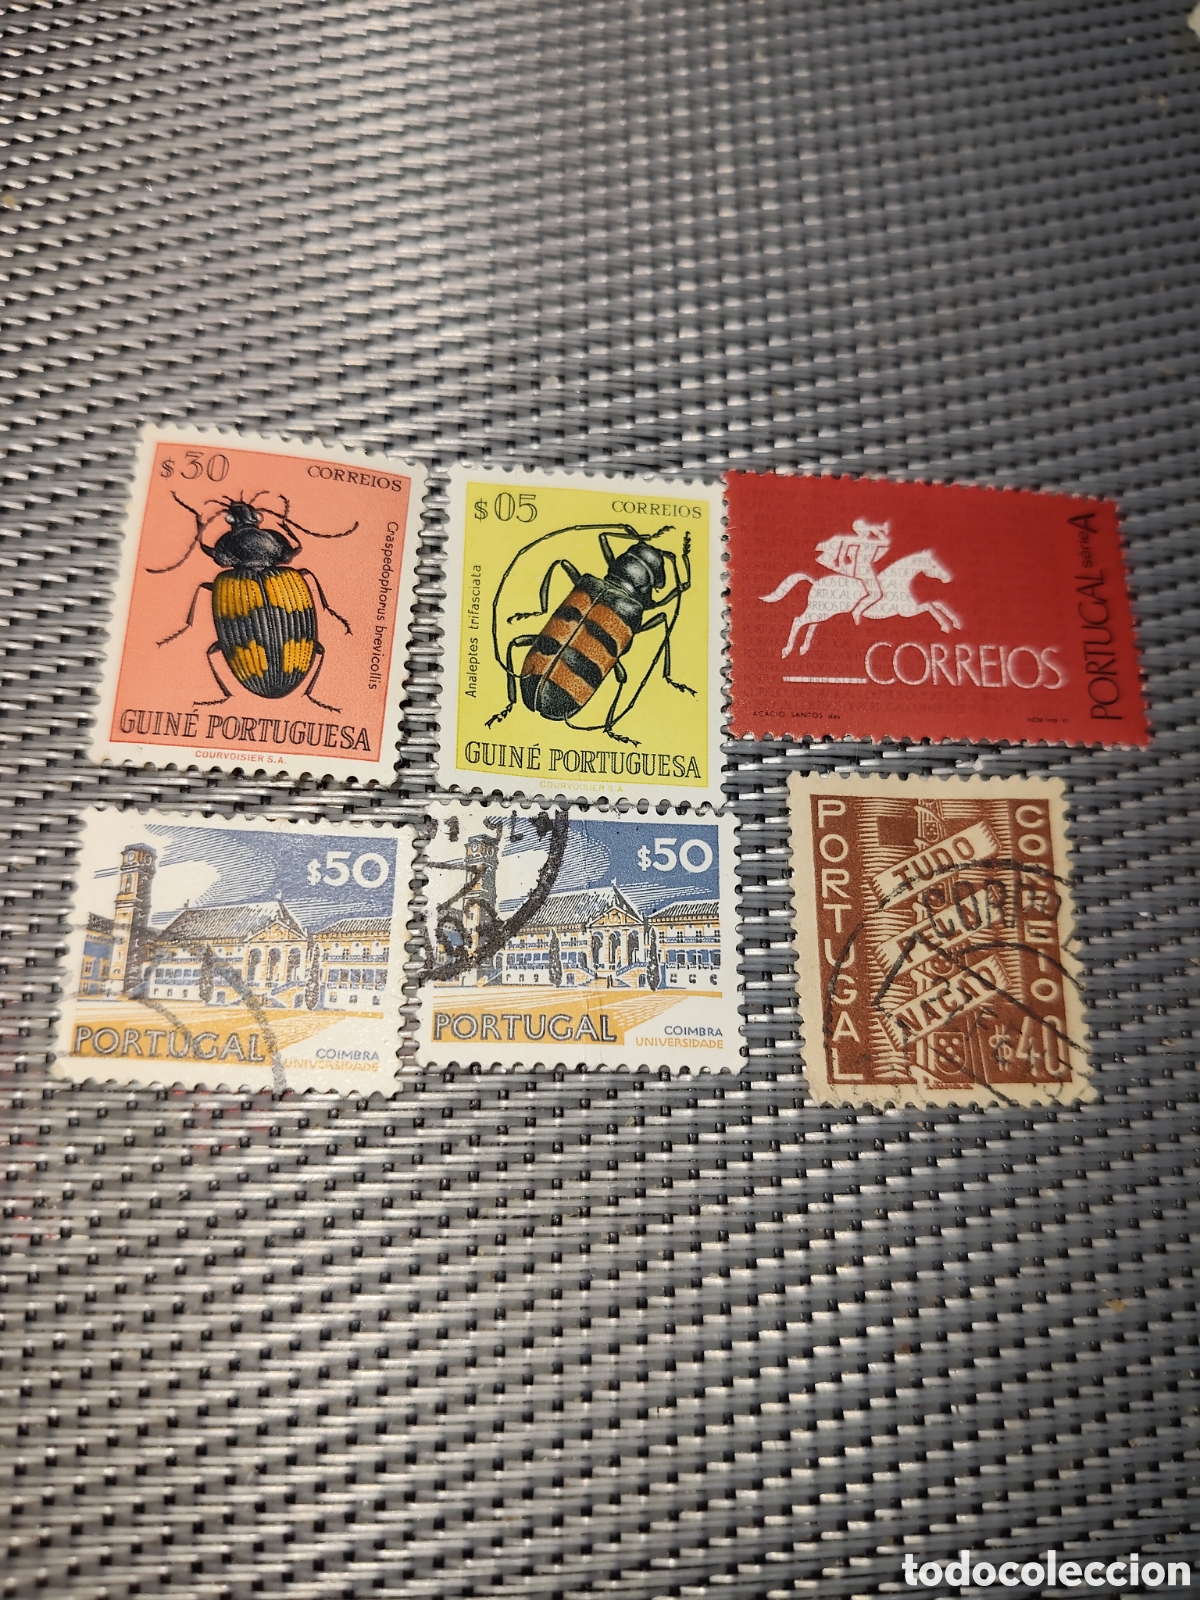 $30
CORREIOS
Craspedophorus brevicollis
GUINÉ PORTUGUESA
COURVOISIER S.A.
$05
CORREIOS
Analeptes trifasciata
GUINÉ PORTUGUESA
COURVOISIER S.A.
CORREIOS
PORTUGAL série A
ACÁCIO SANTOS des
$50
PORTUGAL
COIMBRA
UNIVERSIDADE
$50
PORTUGAL
COIMBRA
UNIVERSIDADE
PORTUGAL
CORREIO
TUDO
PELA
NAÇÃO
$40
todocoleccion